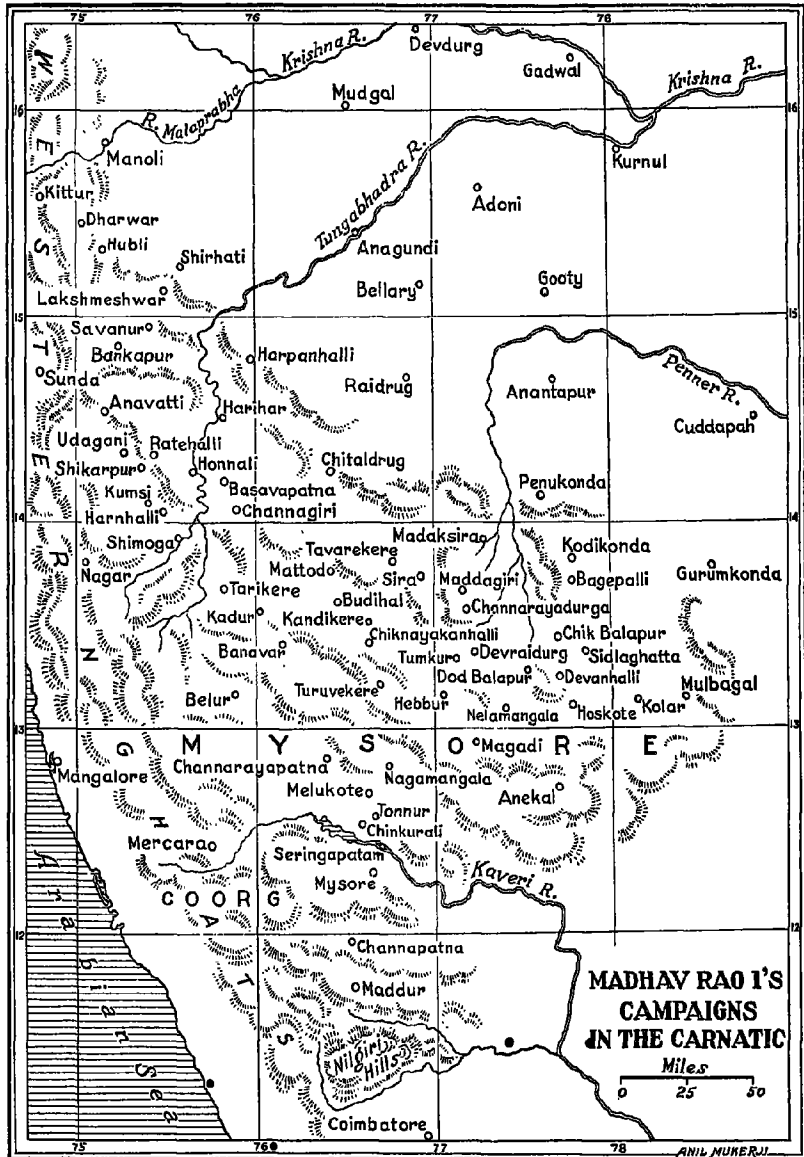 75 76 77 78
Devdurg
Krishna R.
Gadwal
Krishna R.
Mudgal
16 16
R. Malaprabha
Manoli
Kurnul
Kittur
Adoni
Tungabhadra R.
Dharwar
Hubli
Anagundi
Shirhati
Bellary
Gooty
Lakshmeshwar
15 15
Savanur
Bankapur
Harpanhalli
Sunda
Raidrug
Anantapur
Penner R.
Anavatti
Harihar
Cuddapah
Udagani
Ratehalli
Shikarpur
Honnali
Chitaldrug
Kumsi
Basavapatna
Penukonda
Harnhalli
Channagiri
14 14
Shimoga
Madaksira
Tavarekere
Kodikonda
Nagar
Mattodo
Sira
Maddagiri
Bagepalli
Gurumkonda
Tarikere
Budihal
Channarayadurga
Kadur
Kandikere
Chiknayakanhalli
Chik Balapur
Banavar
Tumkur
Devraidurg
Sidlaghatta
Dod Balapur
Devanhalli
Belur
Turuvekere
Hebbur
Nelamangala
Hoskote
Kolar
Mulbagal
13 13
WESTERN GHATS
MYSORE
Magadi
Mangalore
Channarayapatna
Nagamangala
Melukote
Anekal
Tonnur
Chinkurali
Mercara
Seringapatam
Mysore
Kaveri R.
COORG
12 12
Arabian Sea
Channapatna
Maddur
Nilgiri
Hills
Coimbatore
MADHAV RAO 1'S
CAMPAIGNS
IN THE CARNATIC
Miles
0 25 50
75 76 77 78
ANIL MUKERJI